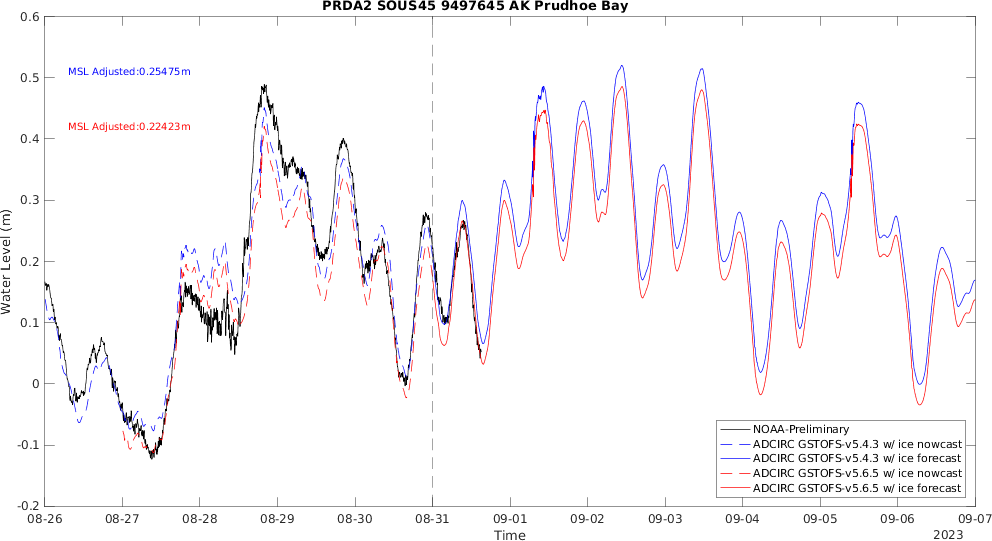 PRDA2 SOUS45 9497645 AK Prudhoe Bay
0.6
0.5
0.4
0.3
0.2
0.1
0
-0.1
-0.2
Water Level (m)
MSL Adjusted:0.25475m
MSL Adjusted:0.22423m
NOAA-Preliminary
ADCIRC GSTOFS-v5.4.3 w/ ice nowcast
ADCIRC GSTOFS-v5.4.3 w/ ice forecast
ADCIRC GSTOFS-v5.6.5 w/ ice nowcast
ADCIRC GSTOFS-v5.6.5 w/ ice forecast
08-26 08-27 08-28 08-29 08-30 08-31 09-01 09-02 09-03 09-04 09-05 09-06 09-07
Time
2023